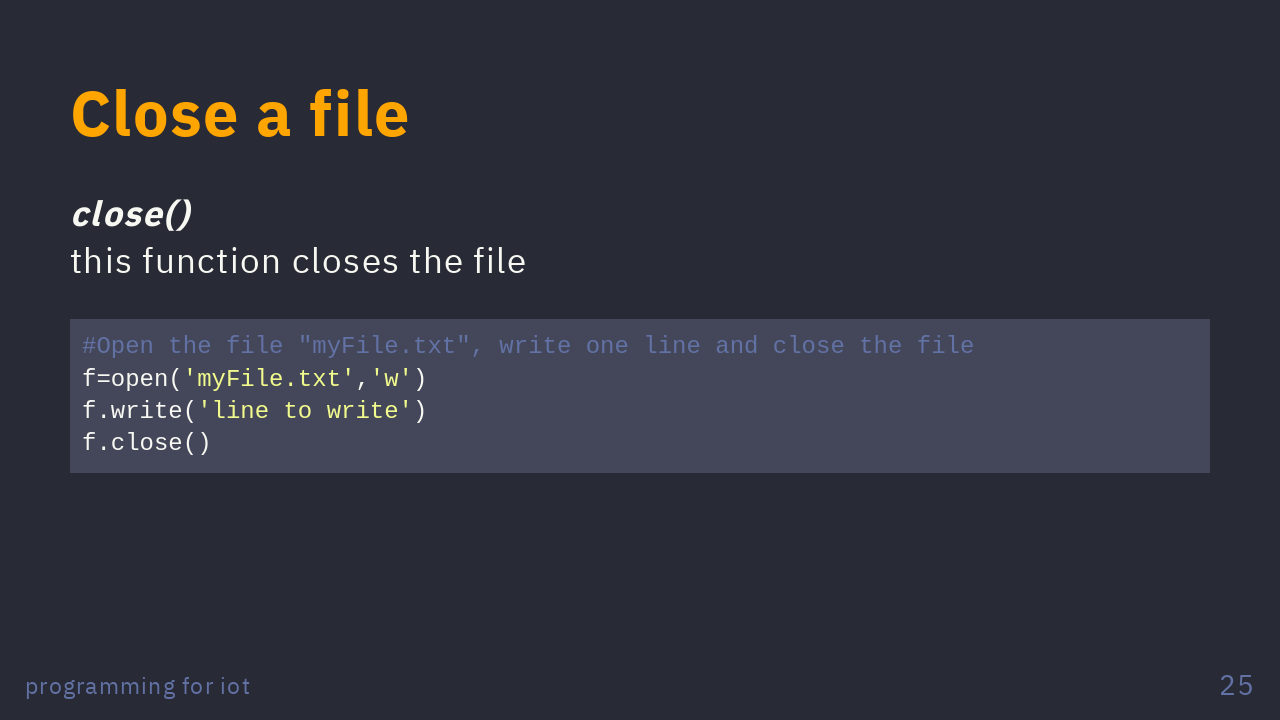 Close a file
close()
this function closes the file
#Open the file "myFile.txt", write one line and close the file
f=open('myFile.txt','w')
f.write('line to write')
f.close()
programming for iot
25